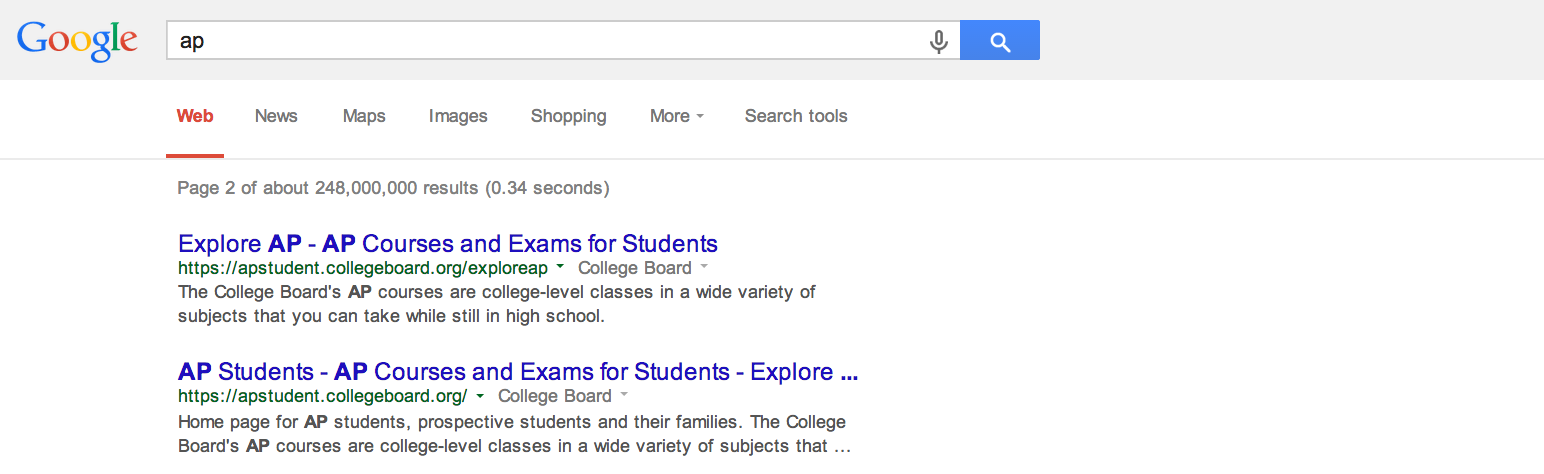 Google ap
Web News Maps Images Shopping More Search tools
Page 2 of about 248,000,000 results (0.34 seconds)
Explore AP - AP Courses and Exams for Students
https://apstudent.collegeboard.org/exploreap College Board
The College Board's AP courses are college-level classes in a wide variety of
subjects that you can take while still in high school.
AP Students - AP Courses and Exams for Students - Explore ...
https://apstudent.collegeboard.org/ College Board
Home page for AP students, prospective students and their families. The College
Board's AP courses are college-level classes in a wide variety of subjects that ...